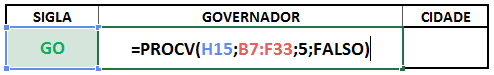 SIGLA GOVERNADOR CIDADE
GO =PROCV(H15;B7:F33;5;FALSO)